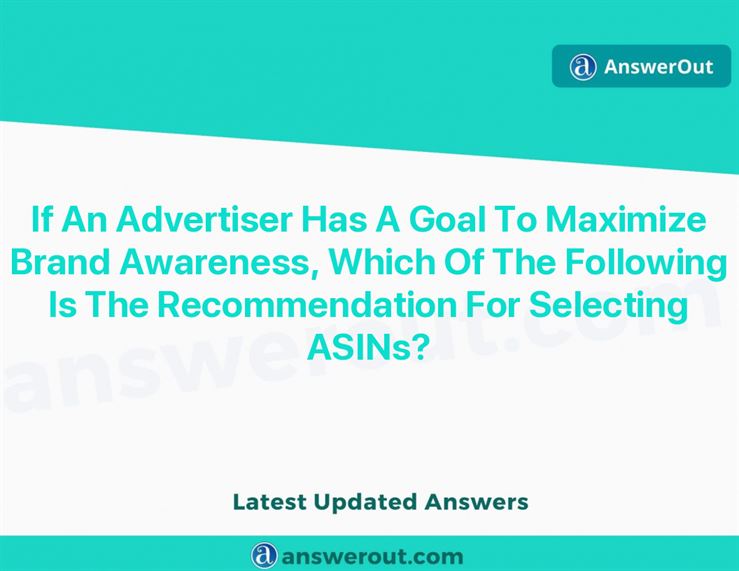 AnswerOut
If An Advertiser Has A Goal To Maximize
Brand Awareness, Which Of The Following
Is The Recommendation For Selecting
ASINs?
answerout.com
Latest Updated Answers
answerout.com